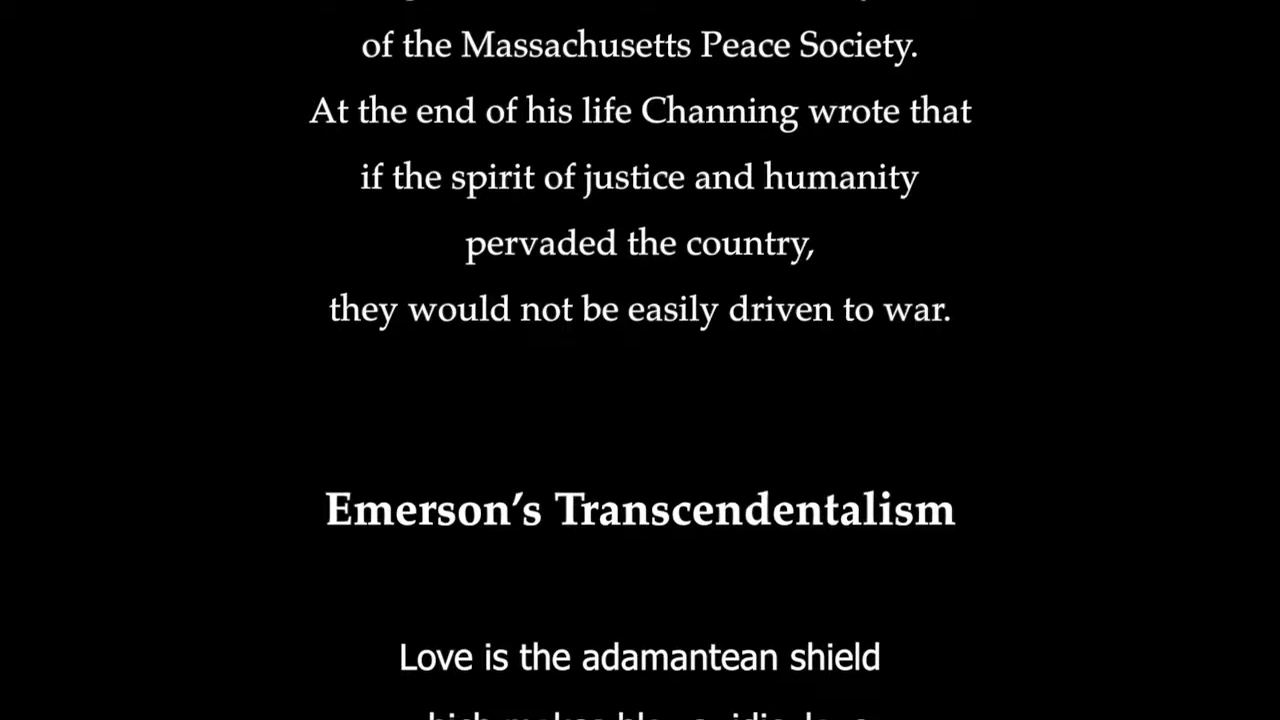 of the Massachusetts Peace Society.
At the end of his life Channing wrote that
if the spirit of justice and humanity
pervaded the country,
they would not be easily driven to war.
Emerson’s Transcendentalism
Love is the adamantean shield